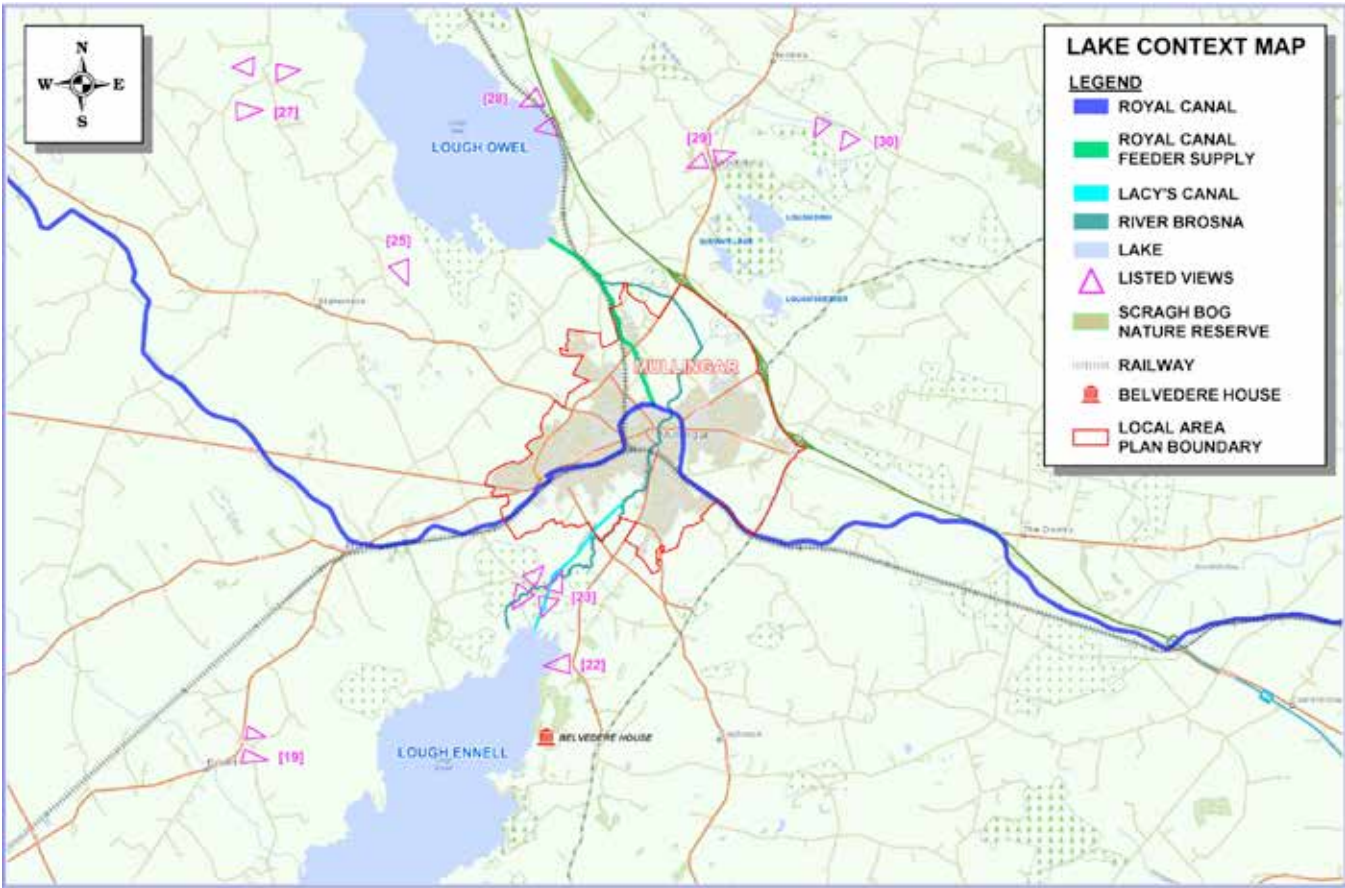 N
W E
S
[27]
[28]
LOUGH OWEL
[29]
[30]
[25]
MULLINGAR
[23]
[22]
LOUGH ENNELL
BELVEDERE HOUSE
[19]
The Downs
LAKE CONTEXT MAP
LEGEND
ROYAL CANAL
ROYAL CANAL
FEEDER SUPPLY
LACY'S CANAL
RIVER BROSNA
LAKE
LISTED VIEWS
SCRAGH BOG
NATURE RESERVE
RAILWAY
BELVEDERE HOUSE
LOCAL AREA
PLAN BOUNDARY